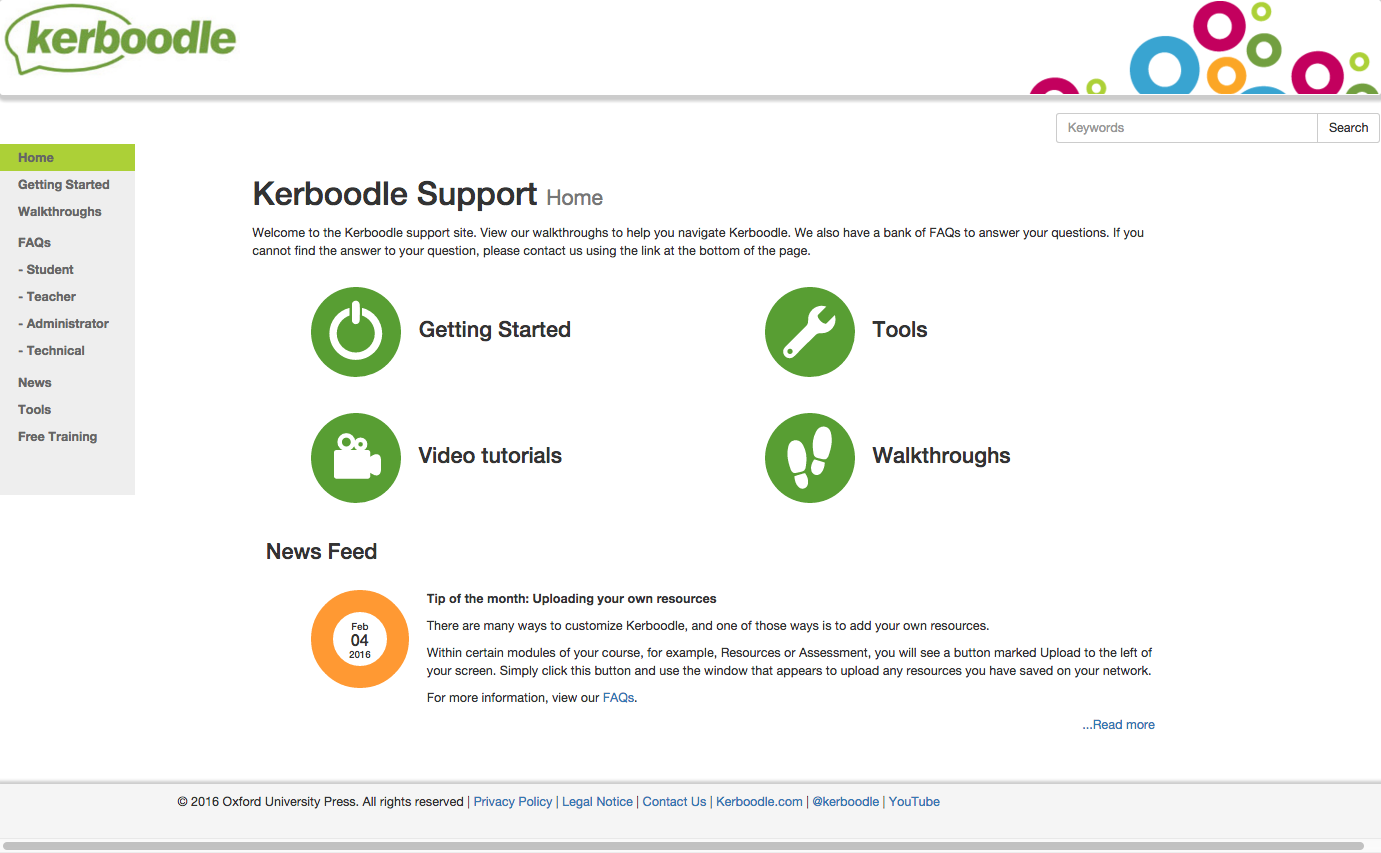 kerboodle
Keywords
Search
Home
Getting Started
Walkthroughs
FAQs
- Student
- Teacher
- Administrator
- Technical
News
Tools
Free Training
Kerboodle Support Home
Welcome to the Kerboodle support site. View our walkthroughs to help you navigate Kerboodle. We also have a bank of FAQs to answer your questions. If you
cannot find the answer to your question, please contact us using the link at the bottom of the page.
Getting Started
Tools
Video tutorials
Walkthroughs
News Feed
Feb
04
2016
Tip of the month: Uploading your own resources
There are many ways to customize Kerboodle, and one of those ways is to add your own resources.
Within certain modules of your course, for example, Resources or Assessment, you will see a button marked Upload to the left of
your screen. Simply click this button and use the window that appears to upload any resources you have saved on your network.
For more information, view our FAQs.
...Read more
© 2016 Oxford University Press. All rights reserved | Privacy Policy | Legal Notice | Contact Us | Kerboodle.com | @kerboodle | YouTube